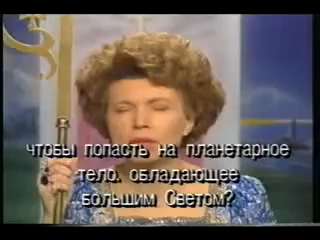 чтобы попасть на планетарное
тело. обладающее
большим Светом?